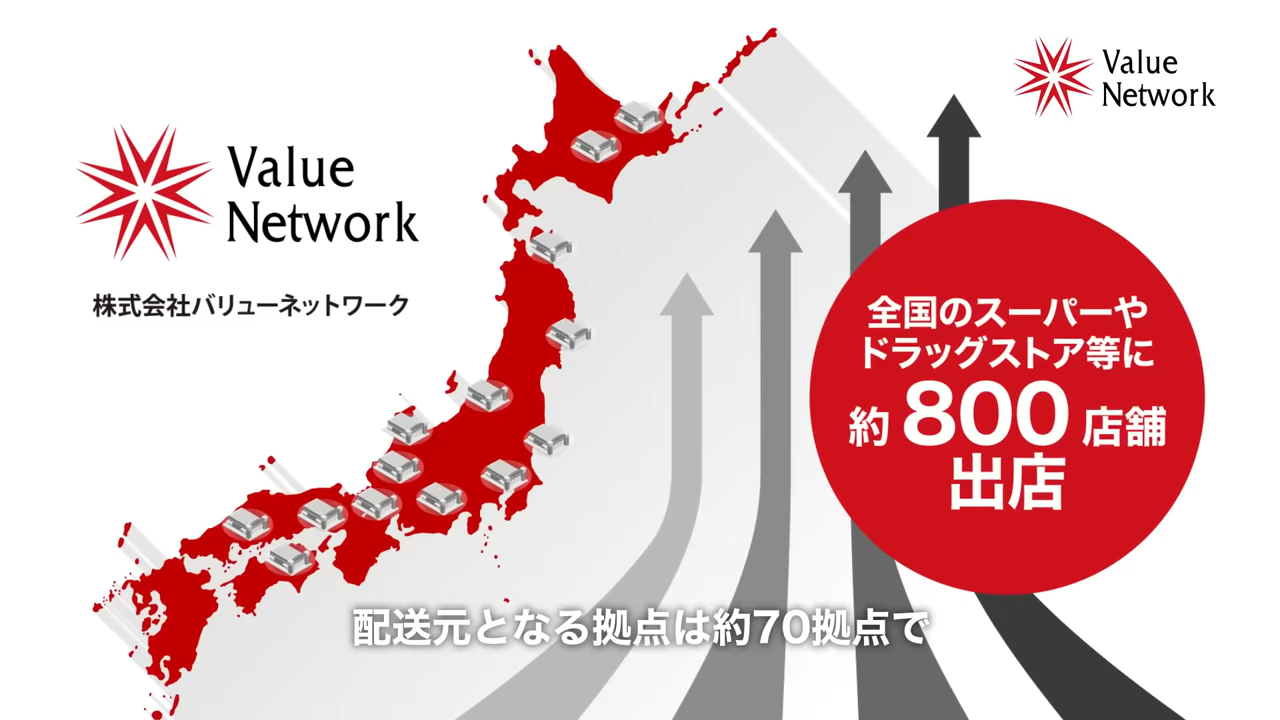 Value
Network
株式会社バリューネットワーク
Value
Network
全国のスーパーや
ドラッグストア等に
約800店舗
出店
配送元となる拠点は約70拠点で